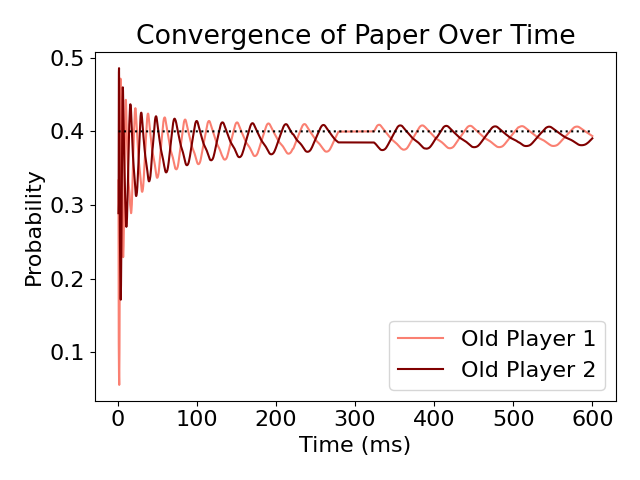 Convergence of Paper Over Time
0.5
0.4
0.3
0.2
0.1
Probability
Old Player 1
Old Player 2
0 100 200 300 400 500 600
Time (ms)